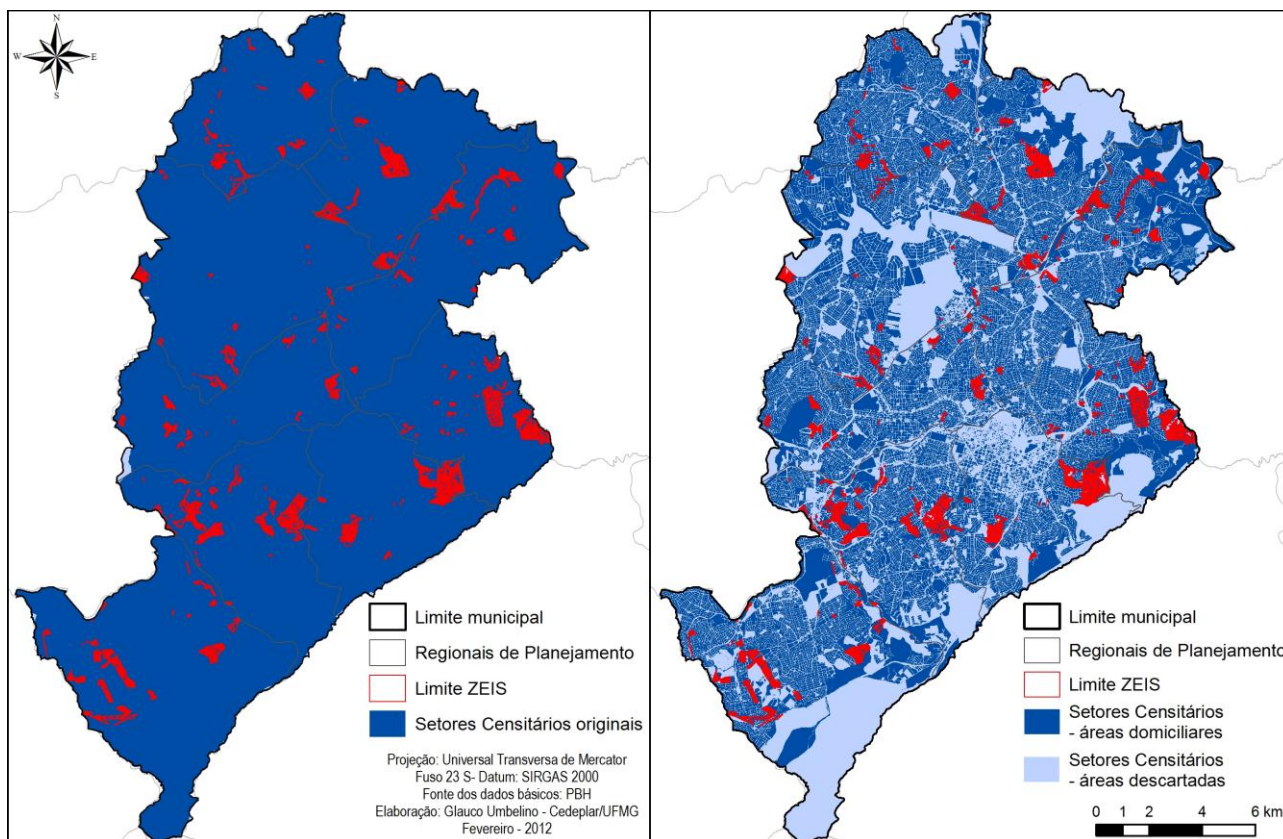 N
W E
S
Limite municipal
Regionais de Planejamento
Limite ZEIS
Setores Censitários originais
Projeção: Universal Transversa de Mercator
Fuso 23 S- Datum: SIRGAS 2000
Fonte dos dados básicos: PBH
Elaboração: Glauco Umbelino - Cedeplar/UFMG
Fevereiro - 2012
Limite municipal
Regionais de Planejamento
Limite ZEIS
Setores Censitários
- áreas domiciliares
Setores Censitários
- áreas descartadas
0 1 2 4 6 km